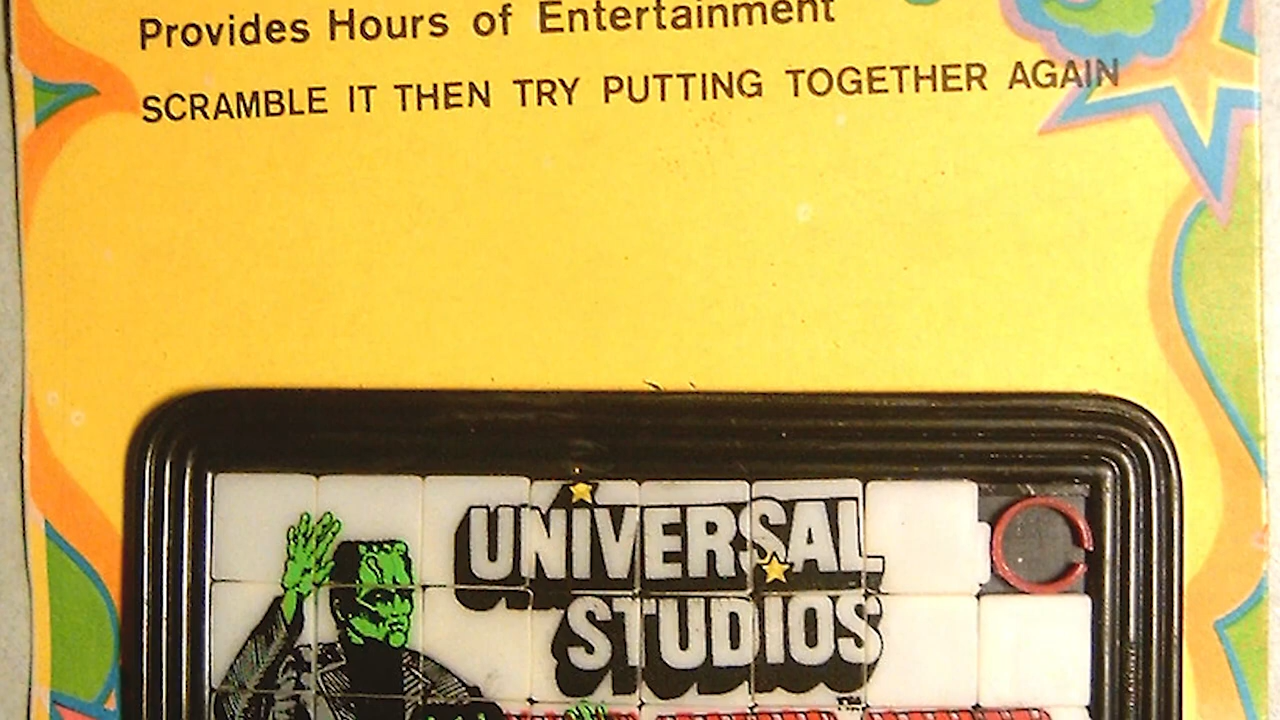 Provides Hours of Entertainment
SCRAMBLE IT THEN TRY PUTTING TOGETHER AGAIN
UNIVERSAL
STUDIOS